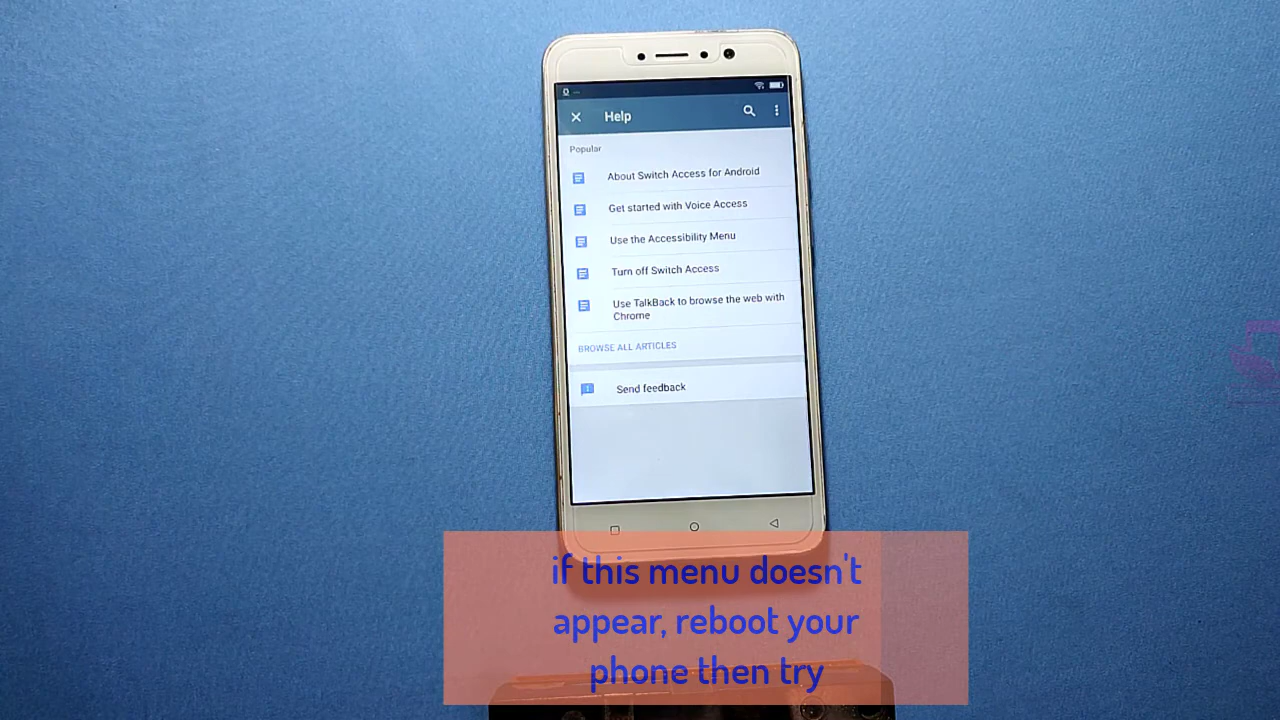 Help
Popular
About Switch Access for Android
Get started with Voice Access
Use the Accessibility Menu
Turn off Switch Access
Use TalkBack to browse the web with
Chrome
BROWSE ALL ARTICLES
Send feedback
if this menu doesn't
appear, reboot your
phone then try